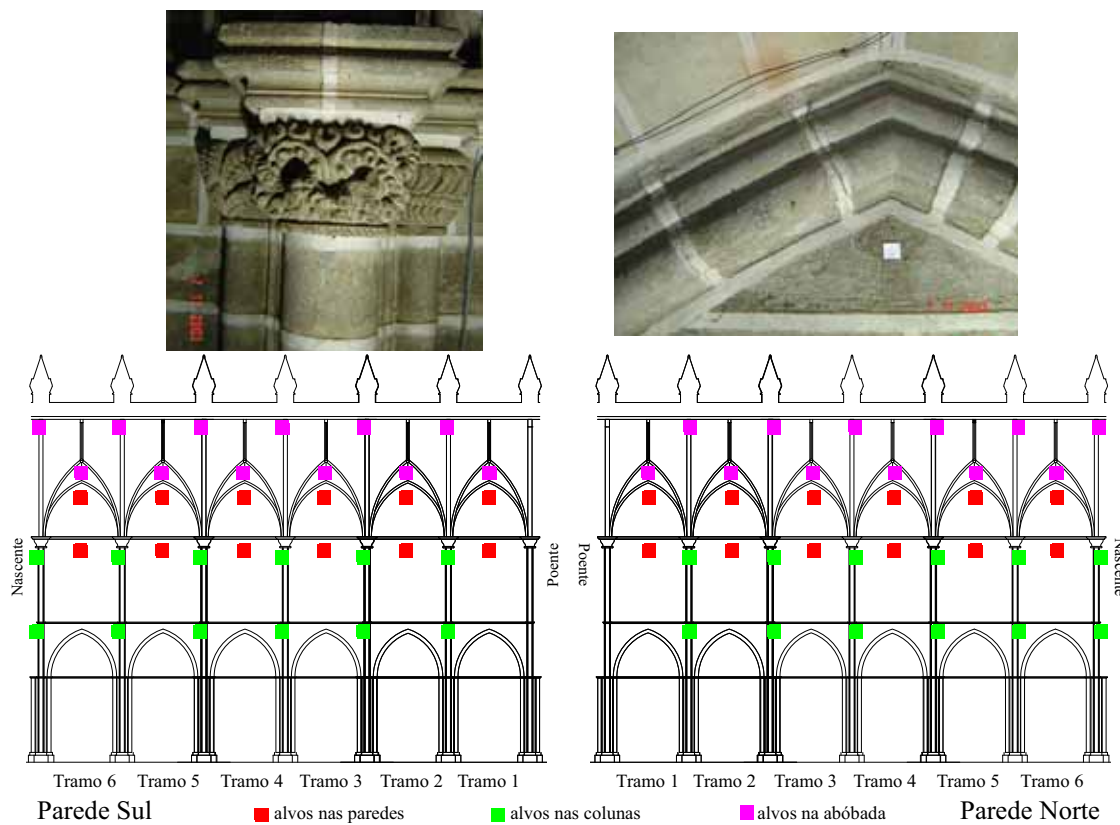 Nascente
Poente
Poente
Nascente
Tramo 6 Tramo 5 Tramo 4 Tramo 3 Tramo 2 Tramo 1
Tramo 1 Tramo 2 Tramo 3 Tramo 4 Tramo 5 Tramo 6
Parede Sul
alvos nas paredes
alvos nas colunas
alvos na abóbada
Parede Norte